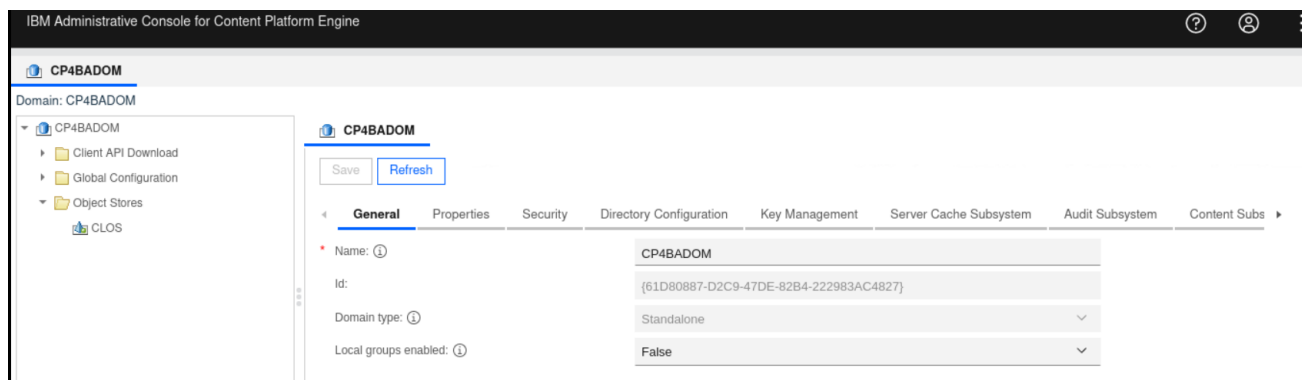 IBM Administrative Console for Content Platform Engine
CP4BADOM
Domain: CP4BADOM
CP4BADOM
Client API Download
Global Configuration
Object Stores
CLOS
CP4BADOM
Save Refresh
General Properties Security Directory Configuration Key Management Server Cache Subsystem Audit Subsystem Content Subs
* Name: CP4BADOM
Id: {61D80887-D2C9-47DE-82B4-222983AC4827}
Domain type: Standalone
Local groups enabled: False